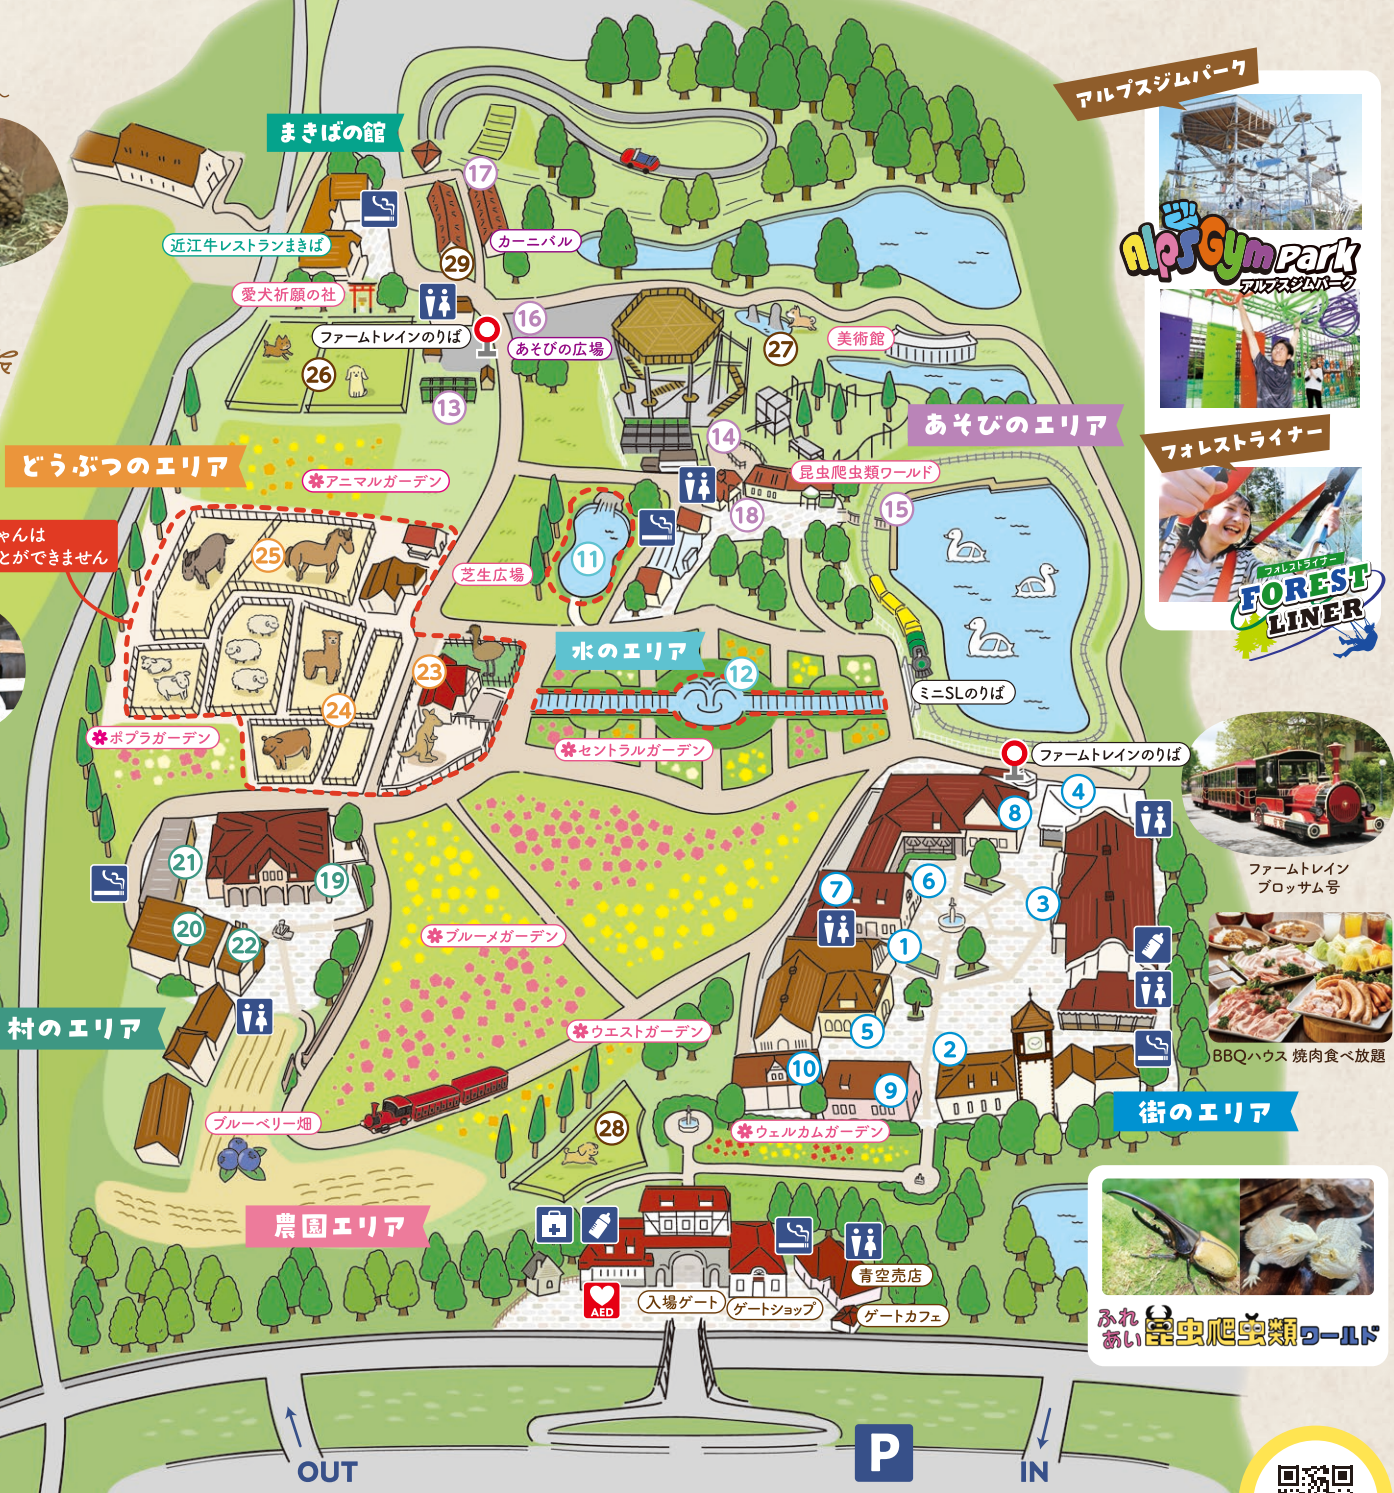 アルプスジムパーク
Alps Gym Park
アルプスジムパーク
まきばの館
17
近江牛レストランまきば
カーニバル
29
愛犬祈願の社
16
ファームトレインのりば
あそびの広場
27
美術館
26
13
あそびのエリア
14
フォレストライナー
どうぶつのエリア
アニマルガーデン
昆虫爬虫類ワールド
18
15
ゃんは
とができません
25
11
芝生広場
フォレストライナー
FOREST
LINER
水のエリア
23
12
24
ミニSLのりば
ポプラガーデン
セントラルガーデン
ファームトレインのりば
4
8
21
19
7
6
3
ファームトレイン
ブロッサム号
20
22
ブルーメガーデン
1
村のエリア
ウエストガーデン
5
2
BBQハウス 焼肉食べ放題
10
9
街のエリア
ブルーベリー畑
28
ウェルカムガーデン
農園エリア
青空売店
AED
入場ゲート
ゲートショップ
ゲートカフェ
ふれあい昆虫爬虫類ワールド
P
OUT
IN